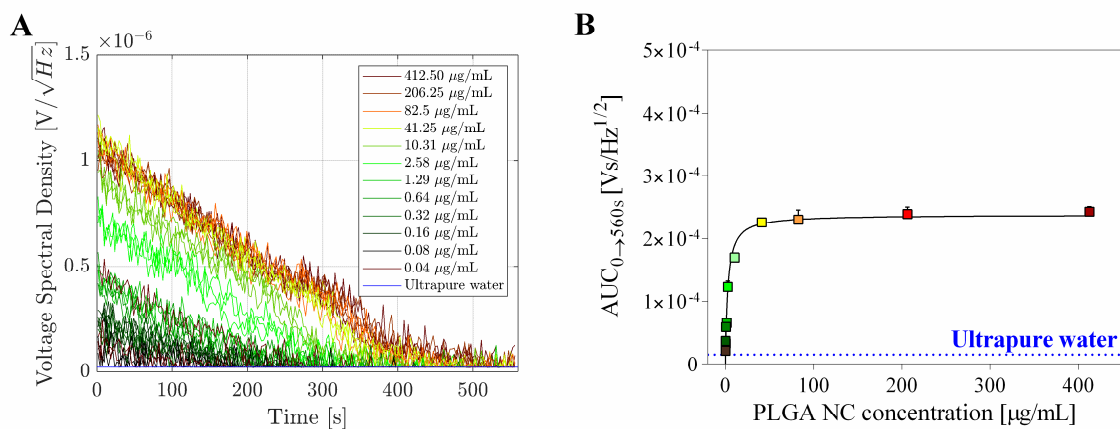 A
×10⁻⁶
Voltage Spectral Density [V/√Hz]
1.5
1
0.5
0
412.50 μg/mL
206.25 μg/mL
82.5 μg/mL
41.25 μg/mL
10.31 μg/mL
2.58 μg/mL
1.29 μg/mL
0.64 μg/mL
0.32 μg/mL
0.16 μg/mL
0.08 μg/mL
0.04 μg/mL
Ultrapure water
0 100 200 300 400 500
Time [s]
B
AUC₀→₅₆₀ₛ [Vs/Hz^1/2]
5×10⁻⁴
4×10⁻⁴
3×10⁻⁴
2×10⁻⁴
1×10⁻⁴
0
Ultrapure water
0 100 200 300 400
PLGA NC concentration [μg/mL]